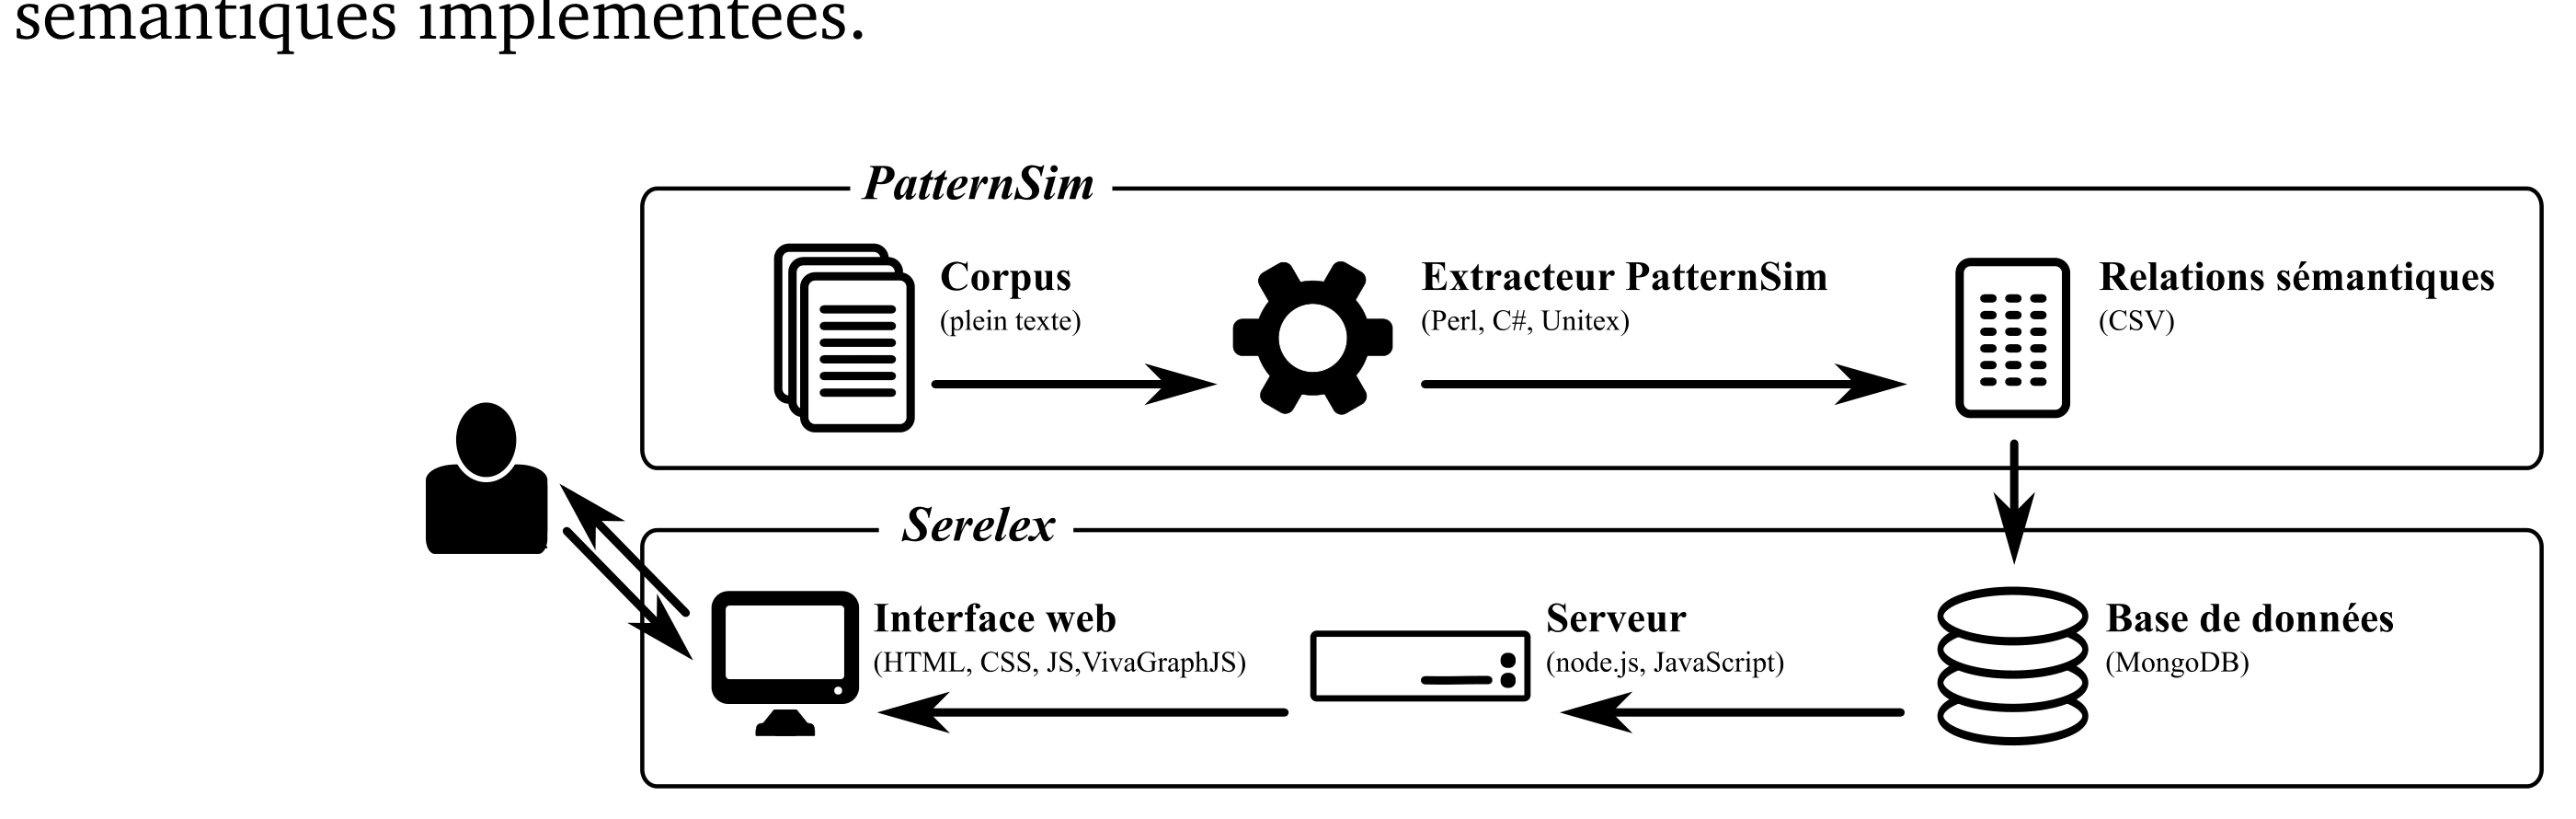 sémantiques implémentées.
PatternSim
Corpus
(plein texte)
Extracteur PatternSim
(Perl, C#, Unitex)
Relations sémantiques
(CSV)
Serelex
Interface web
(HTML, CSS, JS,VivaGraphJS)
Serveur
(node.js, JavaScript)
Base de données
(MongoDB)